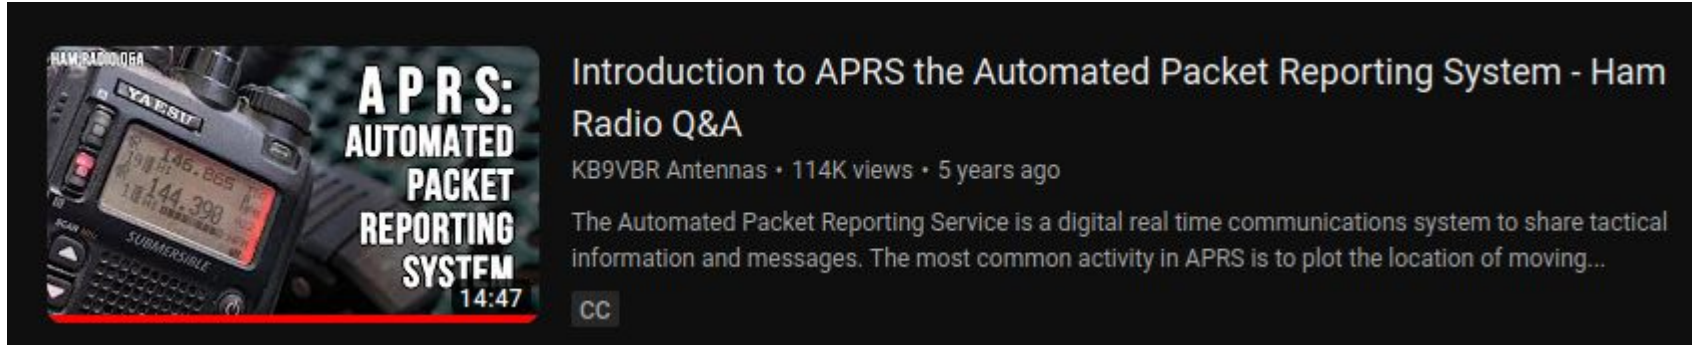 HAM RADIO Q&A
A P R S:
AUTOMATED
PACKET
REPORTING
SYSTEM
14:47
YAESU
146.865
144.390
SCAN
SUBMERSIBLE
Introduction to APRS the Automated Packet Reporting System - Ham
Radio Q&A
KB9VBR Antennas • 114K views • 5 years ago
The Automated Packet Reporting Service is a digital real time communications system to share tactical
information and messages. The most common activity in APRS is to plot the location of moving...
CC